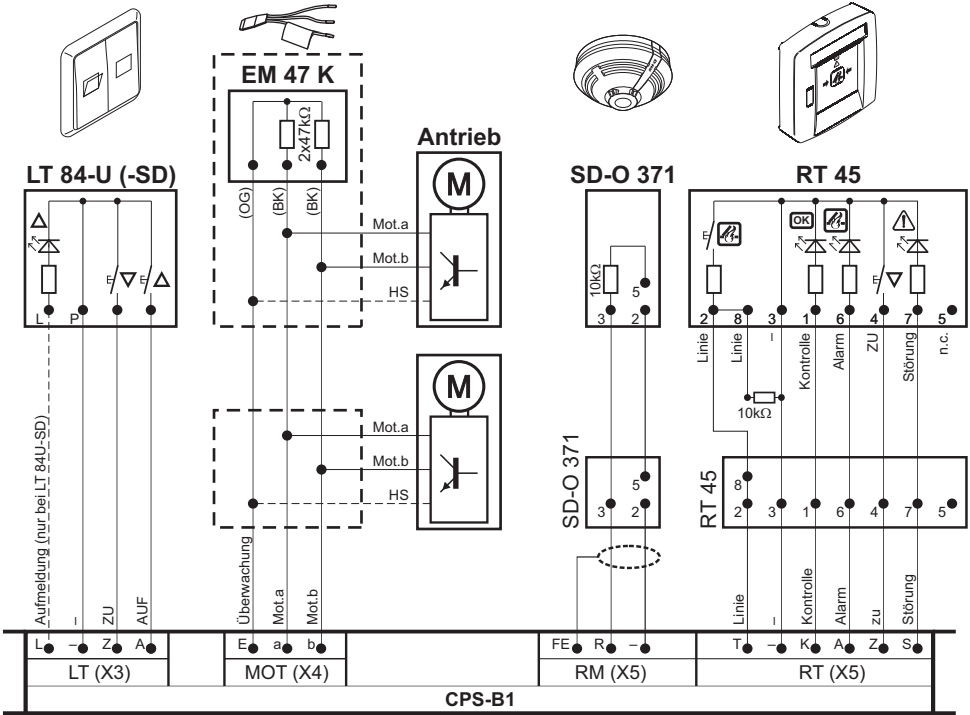 EM 47 K
2x47kΩ
(OG)
(BK)
(BK)
Antrieb
M
Mot.a
Mot.b
HS
M
Mot.a
Mot.b
HS
LT 84-U (-SD)
E
E
L
P
Aufmeldung (nur bei LT 84U-SD)
–
ZU
AUF
Überwachung
Mot.a
Mot.b
SD-O 371
10kΩ
5
3
2
SD-O 371
5
3
2
RT 45
E
OK
E
2
8
3
1
6
4
7
5
Linie
Linie
–
Kontrolle
Alarm
ZU
Störung
n.c.
10kΩ
RT 45
8
2
3
1
6
4
7
5
Linie
–
Kontrolle
Alarm
zu
Störung
L
–
Z
A
E
a
b
FE
R
–
T
–
K
A
Z
S
LT (X3)
MOT (X4)
RM (X5)
RT (X5)
CPS-B1